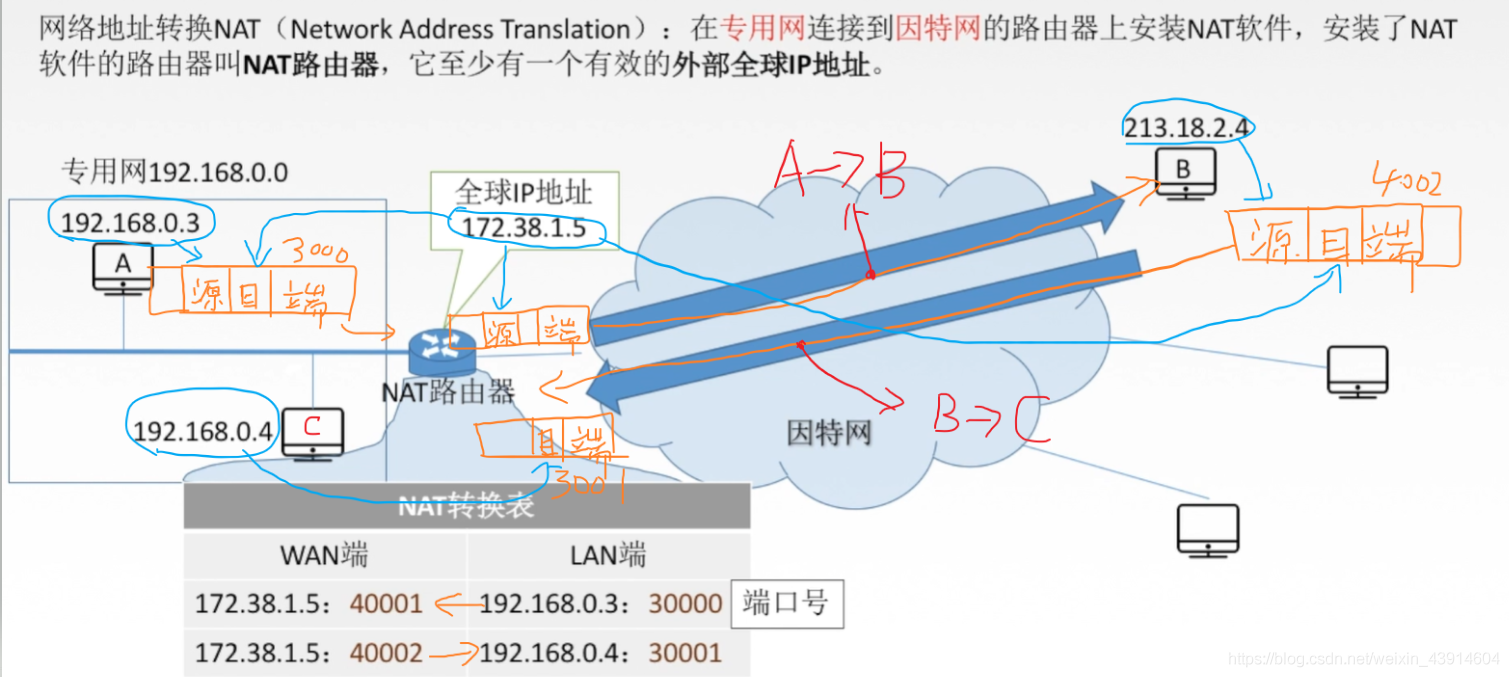 网络地址转换NAT（Network Address Translation）：在专用网连接到因特网的路由器上安装NAT软件，安装了NAT
软件的路由器叫NAT路由器，它至少有一个有效的外部全球IP地址。
213.18.2.4
B
4002
源 目 端
A→B
专用网192.168.0.0
全球IP地址
172.38.1.5
192.168.0.3
A
3000
源 目 端
源 端
NAT路由器
192.168.0.4
C
目 端
3001
因特网
B→C
NAT转换表
WAN端 LAN端
172.38.1.5：40001 192.168.0.3：30000
端口号
172.38.1.5：40002 192.168.0.4：30001
https://blog.csdn.net/weixin_43914604